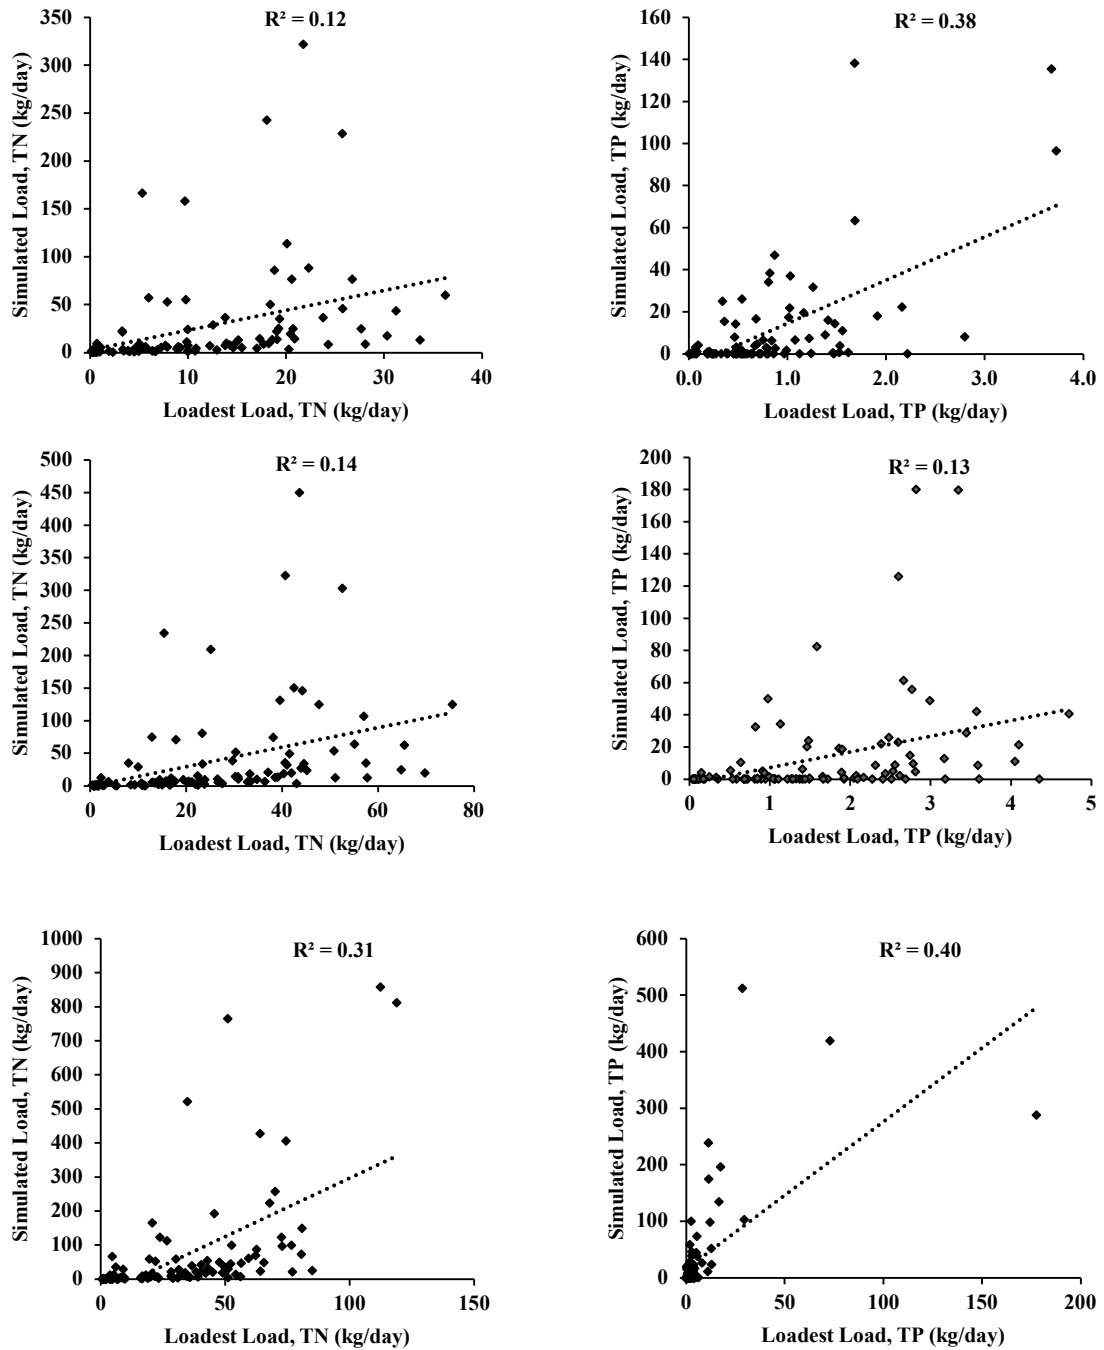 R² = 0.12
Simulated Load, TN (kg/day)
350
300
250
200
150
100
50
0
0 10 20 30 40
Loadest Load, TN (kg/day)
R² = 0.38
Simulated Load, TP (kg/day)
160
140
120
100
80
60
40
20
0
0.0 1.0 2.0 3.0 4.0
Loadest Load, TP (kg/day)
R² = 0.14
Simulated Load, TN (kg/day)
500
450
400
350
300
250
200
150
100
50
0
0 20 40 60 80
Loadest Load, TN (kg/day)
R² = 0.13
Simulated Load, TP (kg/day)
200
180
160
140
120
100
80
60
40
20
0
0 1 2 3 4 5
Loadest Load, TP (kg/day)
R² = 0.31
Simulated Load, TN (kg/day)
1000
900
800
700
600
500
400
300
200
100
0
0 50 100 150
Loadest Load, TN (kg/day)
R² = 0.40
Simulated Load, TP (kg/day)
600
500
400
300
200
100
0
0 50 100 150 200
Loadest Load, TP (kg/day)